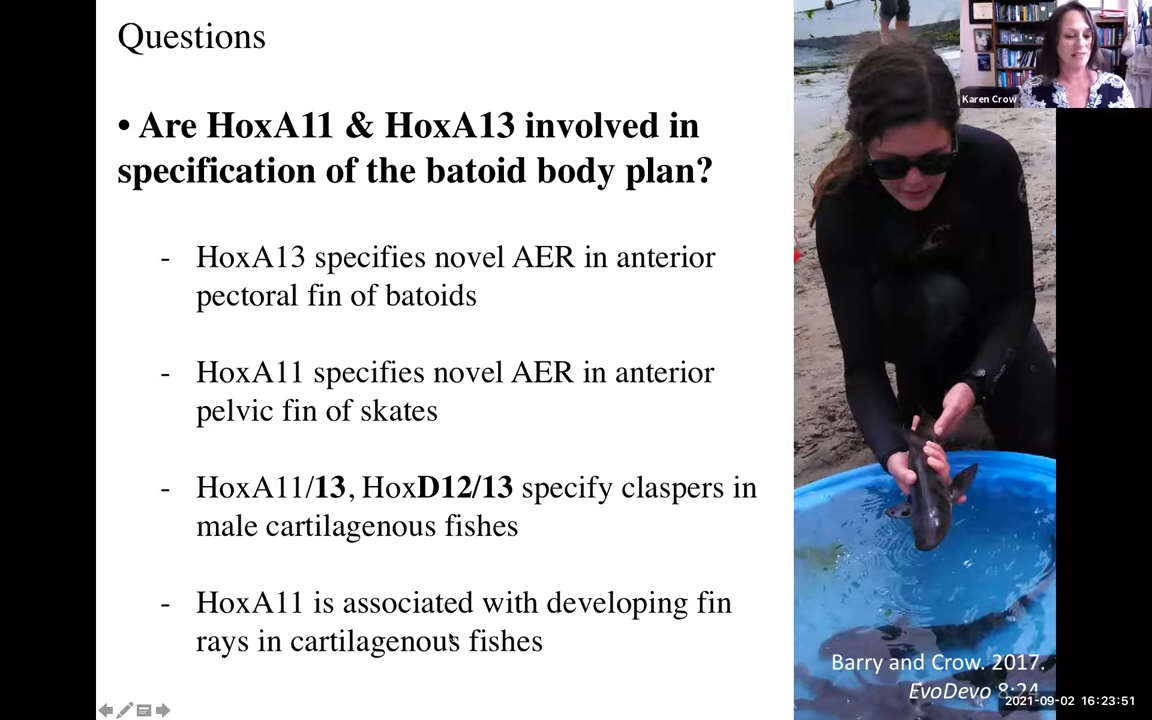 Questions
• Are HoxA11 & HoxA13 involved in
specification of the batoid body plan?
- HoxA13 specifies novel AER in anterior
pectoral fin of batoids
- HoxA11 specifies novel AER in anterior
pelvic fin of skates
- HoxA11/13, HoxD12/13 specify claspers in
male cartilagenous fishes
- HoxA11 is associated with developing fin
rays in cartilagenous fishes
Karen Crow
Barry and Crow. 2017.
EvoDevo 8:24
2021-09-02 16:23:51